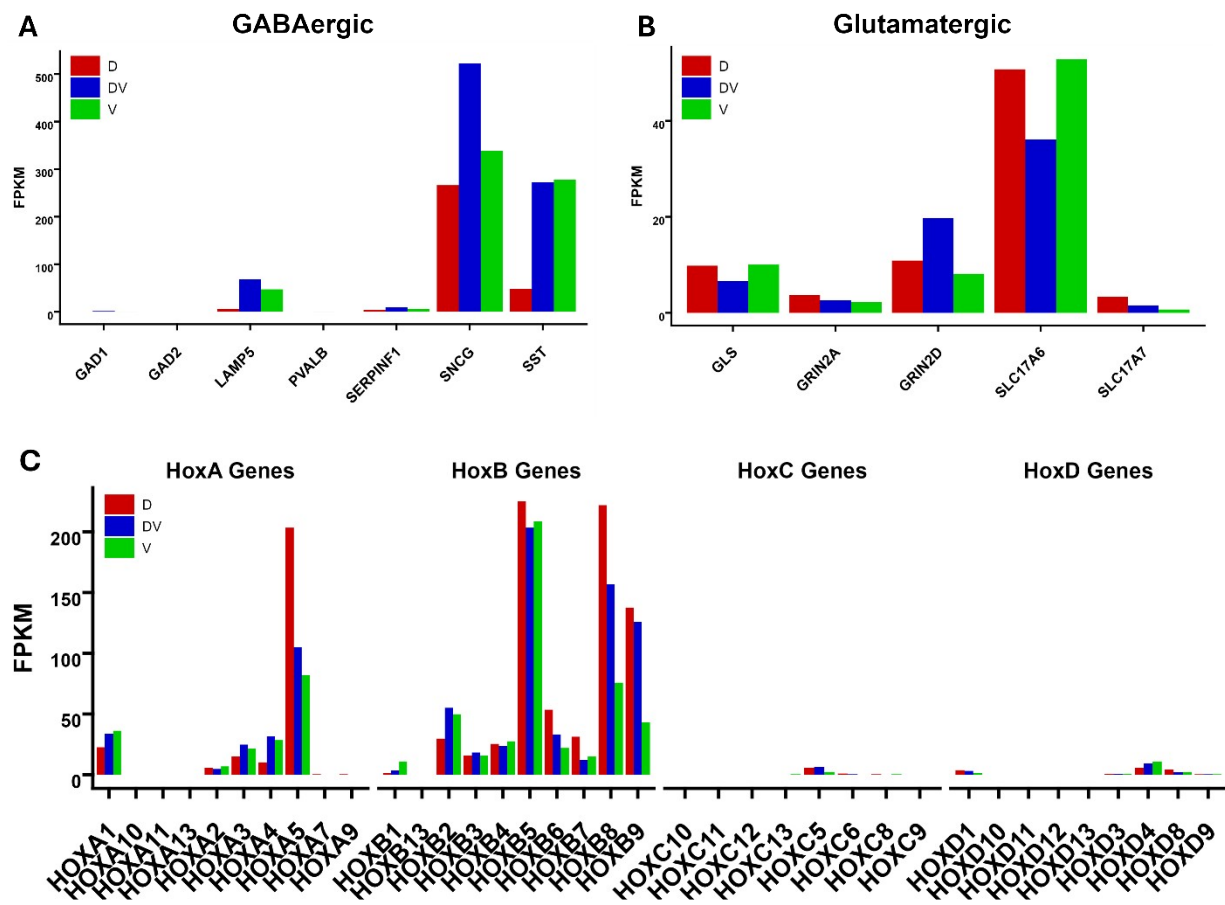 A
GABAergic
D
DV
V
FPKM
500
400
300
200
100
0
GAD1
GAD2
LAMP5
PVALB
SERPINF1
SNCG
SST
B
Glutamatergic
D
DV
V
FPKM
40
20
0
GLS
GRIN2A
GRIN2D
SLC17A6
SLC17A7
C
HoxA Genes
HoxB Genes
HoxC Genes
HoxD Genes
D
DV
V
FPKM
200
150
100
50
0
HOXA1
HOXA10
HOXA11
HOXA13
HOXA2
HOXA3
HOXA4
HOXA5
HOXA7
HOXA9
HOXB1
HOXB13
HOXB2
HOXB3
HOXB4
HOXB5
HOXB6
HOXB7
HOXB8
HOXB9
HOXC10
HOXC11
HOXC12
HOXC13
HOXC5
HOXC6
HOXC8
HOXC9
HOXD1
HOXD10
HOXD11
HOXD12
HOXD13
HOXD3
HOXD4
HOXD8
HOXD9